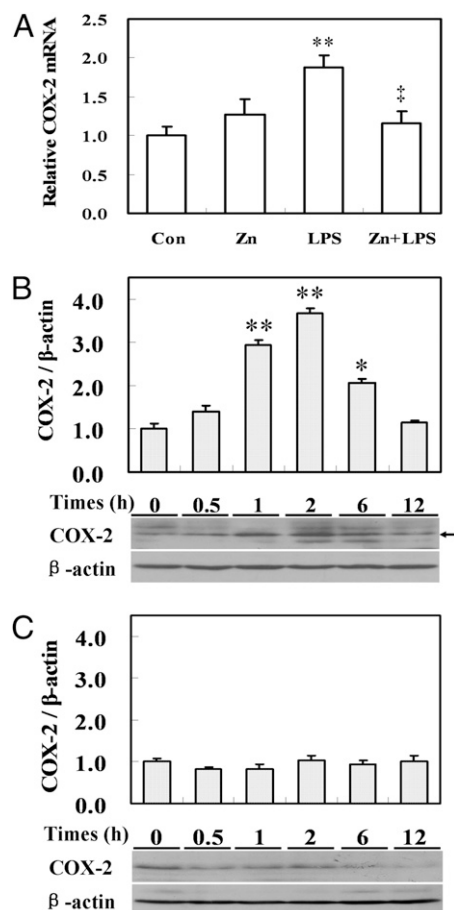 A
Relative COX-2 mRNA
2.5
2.0
1.5
1.0
0.5
0.0
**
‡
Con Zn LPS Zn+LPS
B
COX-2 / β-actin
4.0
3.0
2.0
1.0
0.0
**
**
*
Times (h) 0 0.5 1 2 6 12
COX-2
β-actin
C
COX-2 / β-actin
4.0
3.0
2.0
1.0
0.0
Times (h) 0 0.5 1 2 6 12
COX-2
β-actin